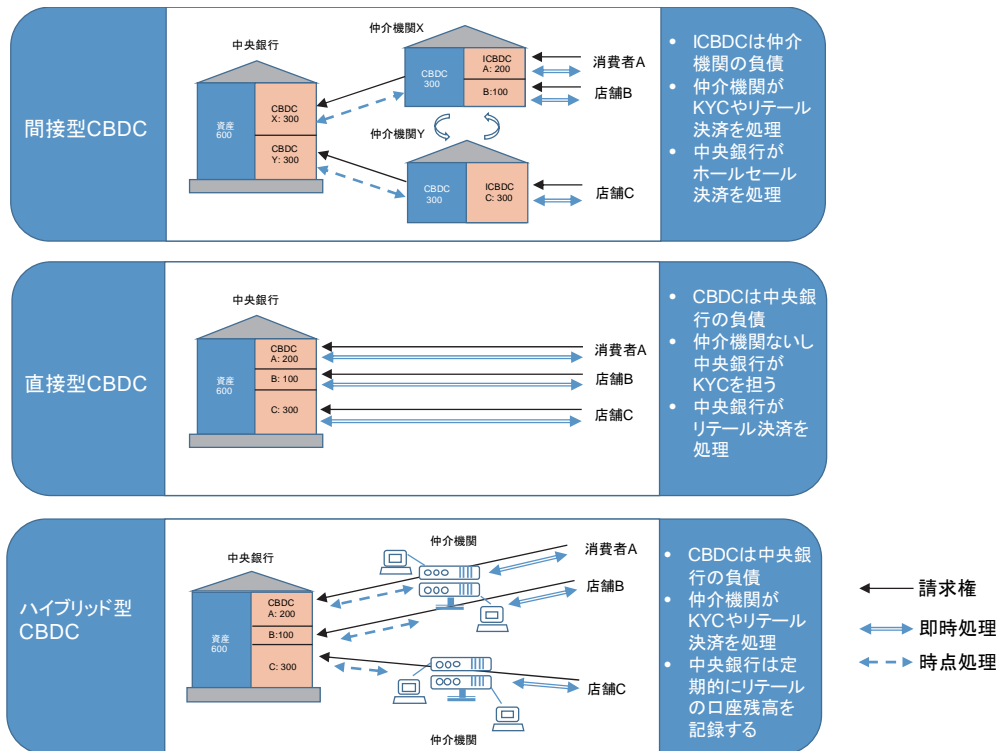 間接型CBDC
中央銀行
資産
600
CBDC
X: 300
CBDC
Y: 300
仲介機関X
CBDC
300
ICBDC
A: 200
B:100
仲介機関Y
CBDC
300
ICBDC
C: 300
消費者A
店舗B
店舗C
• ICBDCは仲介
機関の負債
• 仲介機関が
KYCやリテール
決済を処理
• 中央銀行が
ホールセール
決済を処理
直接型CBDC
中央銀行
資産
600
CBDC
A: 200
B: 100
C: 300
消費者A
店舗B
店舗C
• CBDCは中央銀
行の負債
• 仲介機関ないし
中央銀行が
KYCを担う
• 中央銀行が
リテール決済を
処理
ハイブリッド型
CBDC
中央銀行
資産
600
CBDC
A: 200
B:100
C: 300
仲介機関
仲介機関
消費者A
店舗B
店舗C
• CBDCは中央銀
行の負債
• 仲介機関が
KYCやリテール
決済を処理
• 中央銀行は定
期的にリテール
の口座残高を
記録する
請求権
即時処理
時点処理